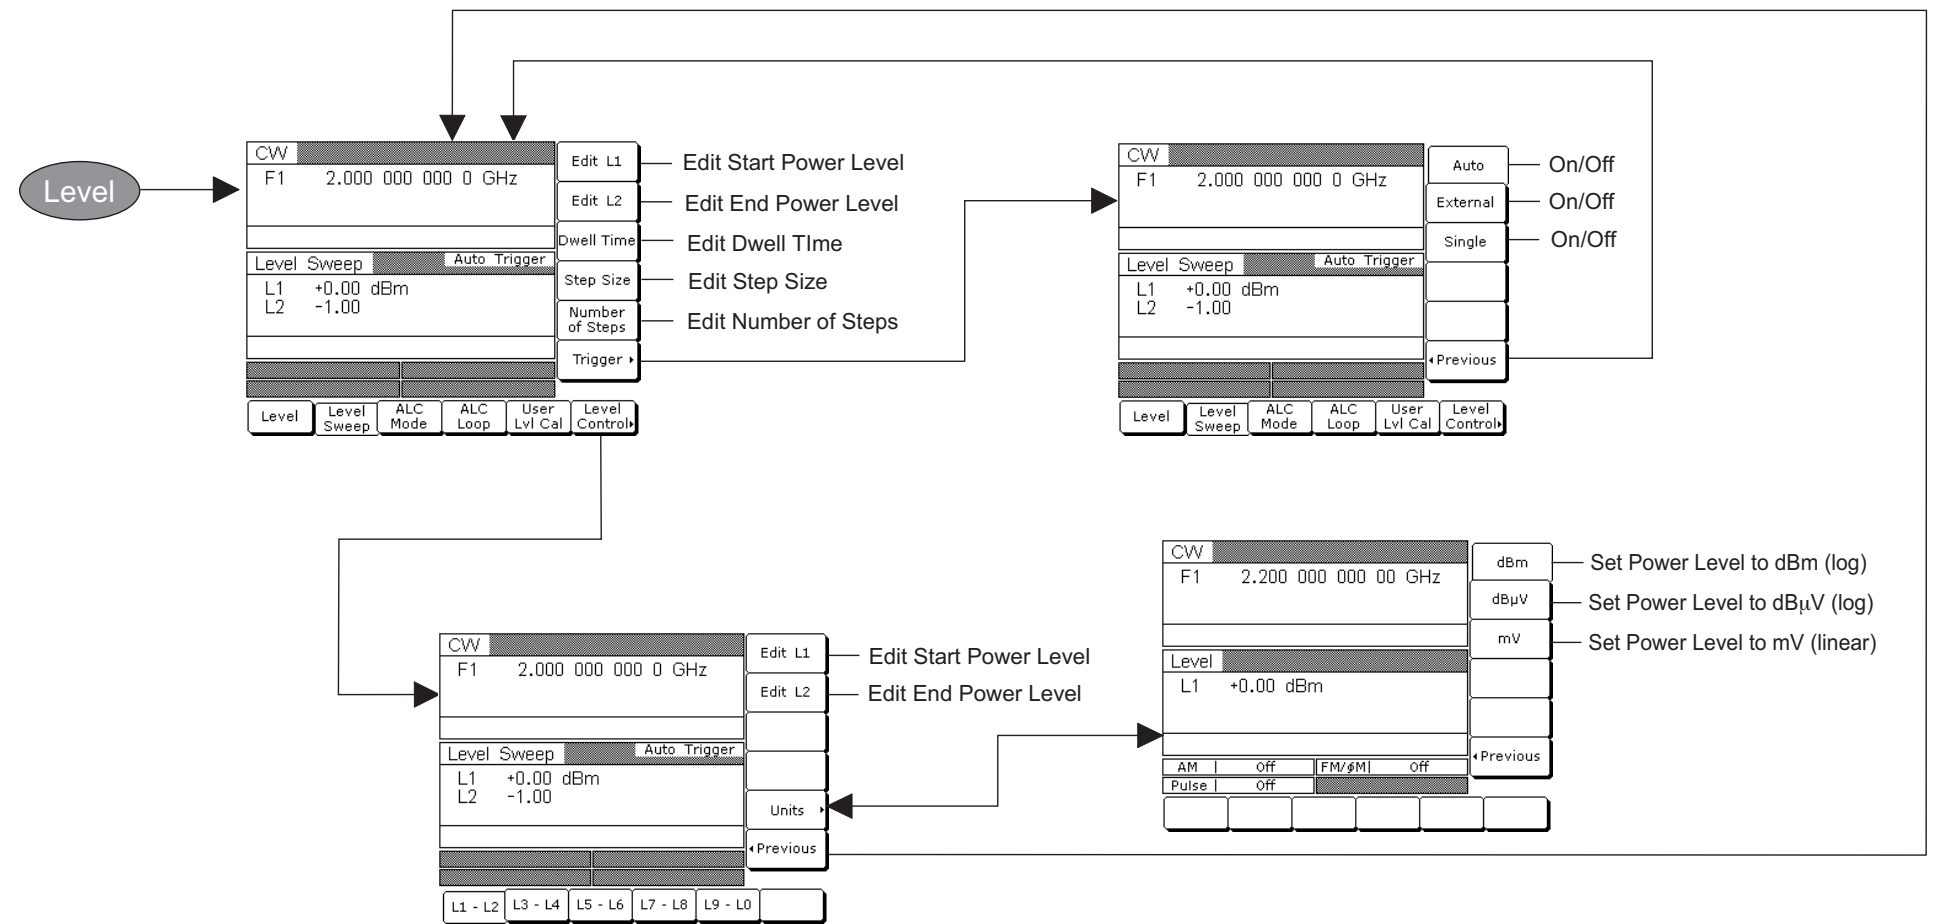 Level
CW
F1 2.000 000 000 0 GHz
Level Sweep Auto Trigger
L1 +0.00 dBm
L2 -1.00
Edit L1
Edit L2
Dwell Time
Step Size
Number
of Steps
Trigger
Edit Start Power Level
Edit End Power Level
Edit Dwell TIme
Edit Step Size
Edit Number of Steps
Level
Level
Sweep
ALC
Mode
ALC
Loop
User
Lvl Cal
Level
Control
CW
F1 2.000 000 000 0 GHz
Level Sweep Auto Trigger
L1 +0.00 dBm
L2 -1.00
Auto
External
Single
Previous
On/Off
On/Off
On/Off
Level
Level
Sweep
ALC
Mode
ALC
Loop
User
Lvl Cal
Level
Control
CW
F1 2.000 000 000 0 GHz
Level Sweep Auto Trigger
L1 +0.00 dBm
L2 -1.00
Edit L1
Edit L2
Units
Previous
Edit Start Power Level
Edit End Power Level
L1 - L2
L3 - L4
L5 - L6
L7 - L8
L9 - L0
CW
F1 2.200 000 000 00 GHz
Level
L1 +0.00 dBm
AM | Off FM/ϕM| Off
Pulse | Off
dBm
dBµV
mV
Previous
Set Power Level to dBm (log)
Set Power Level to dBµV (log)
Set Power Level to mV (linear)